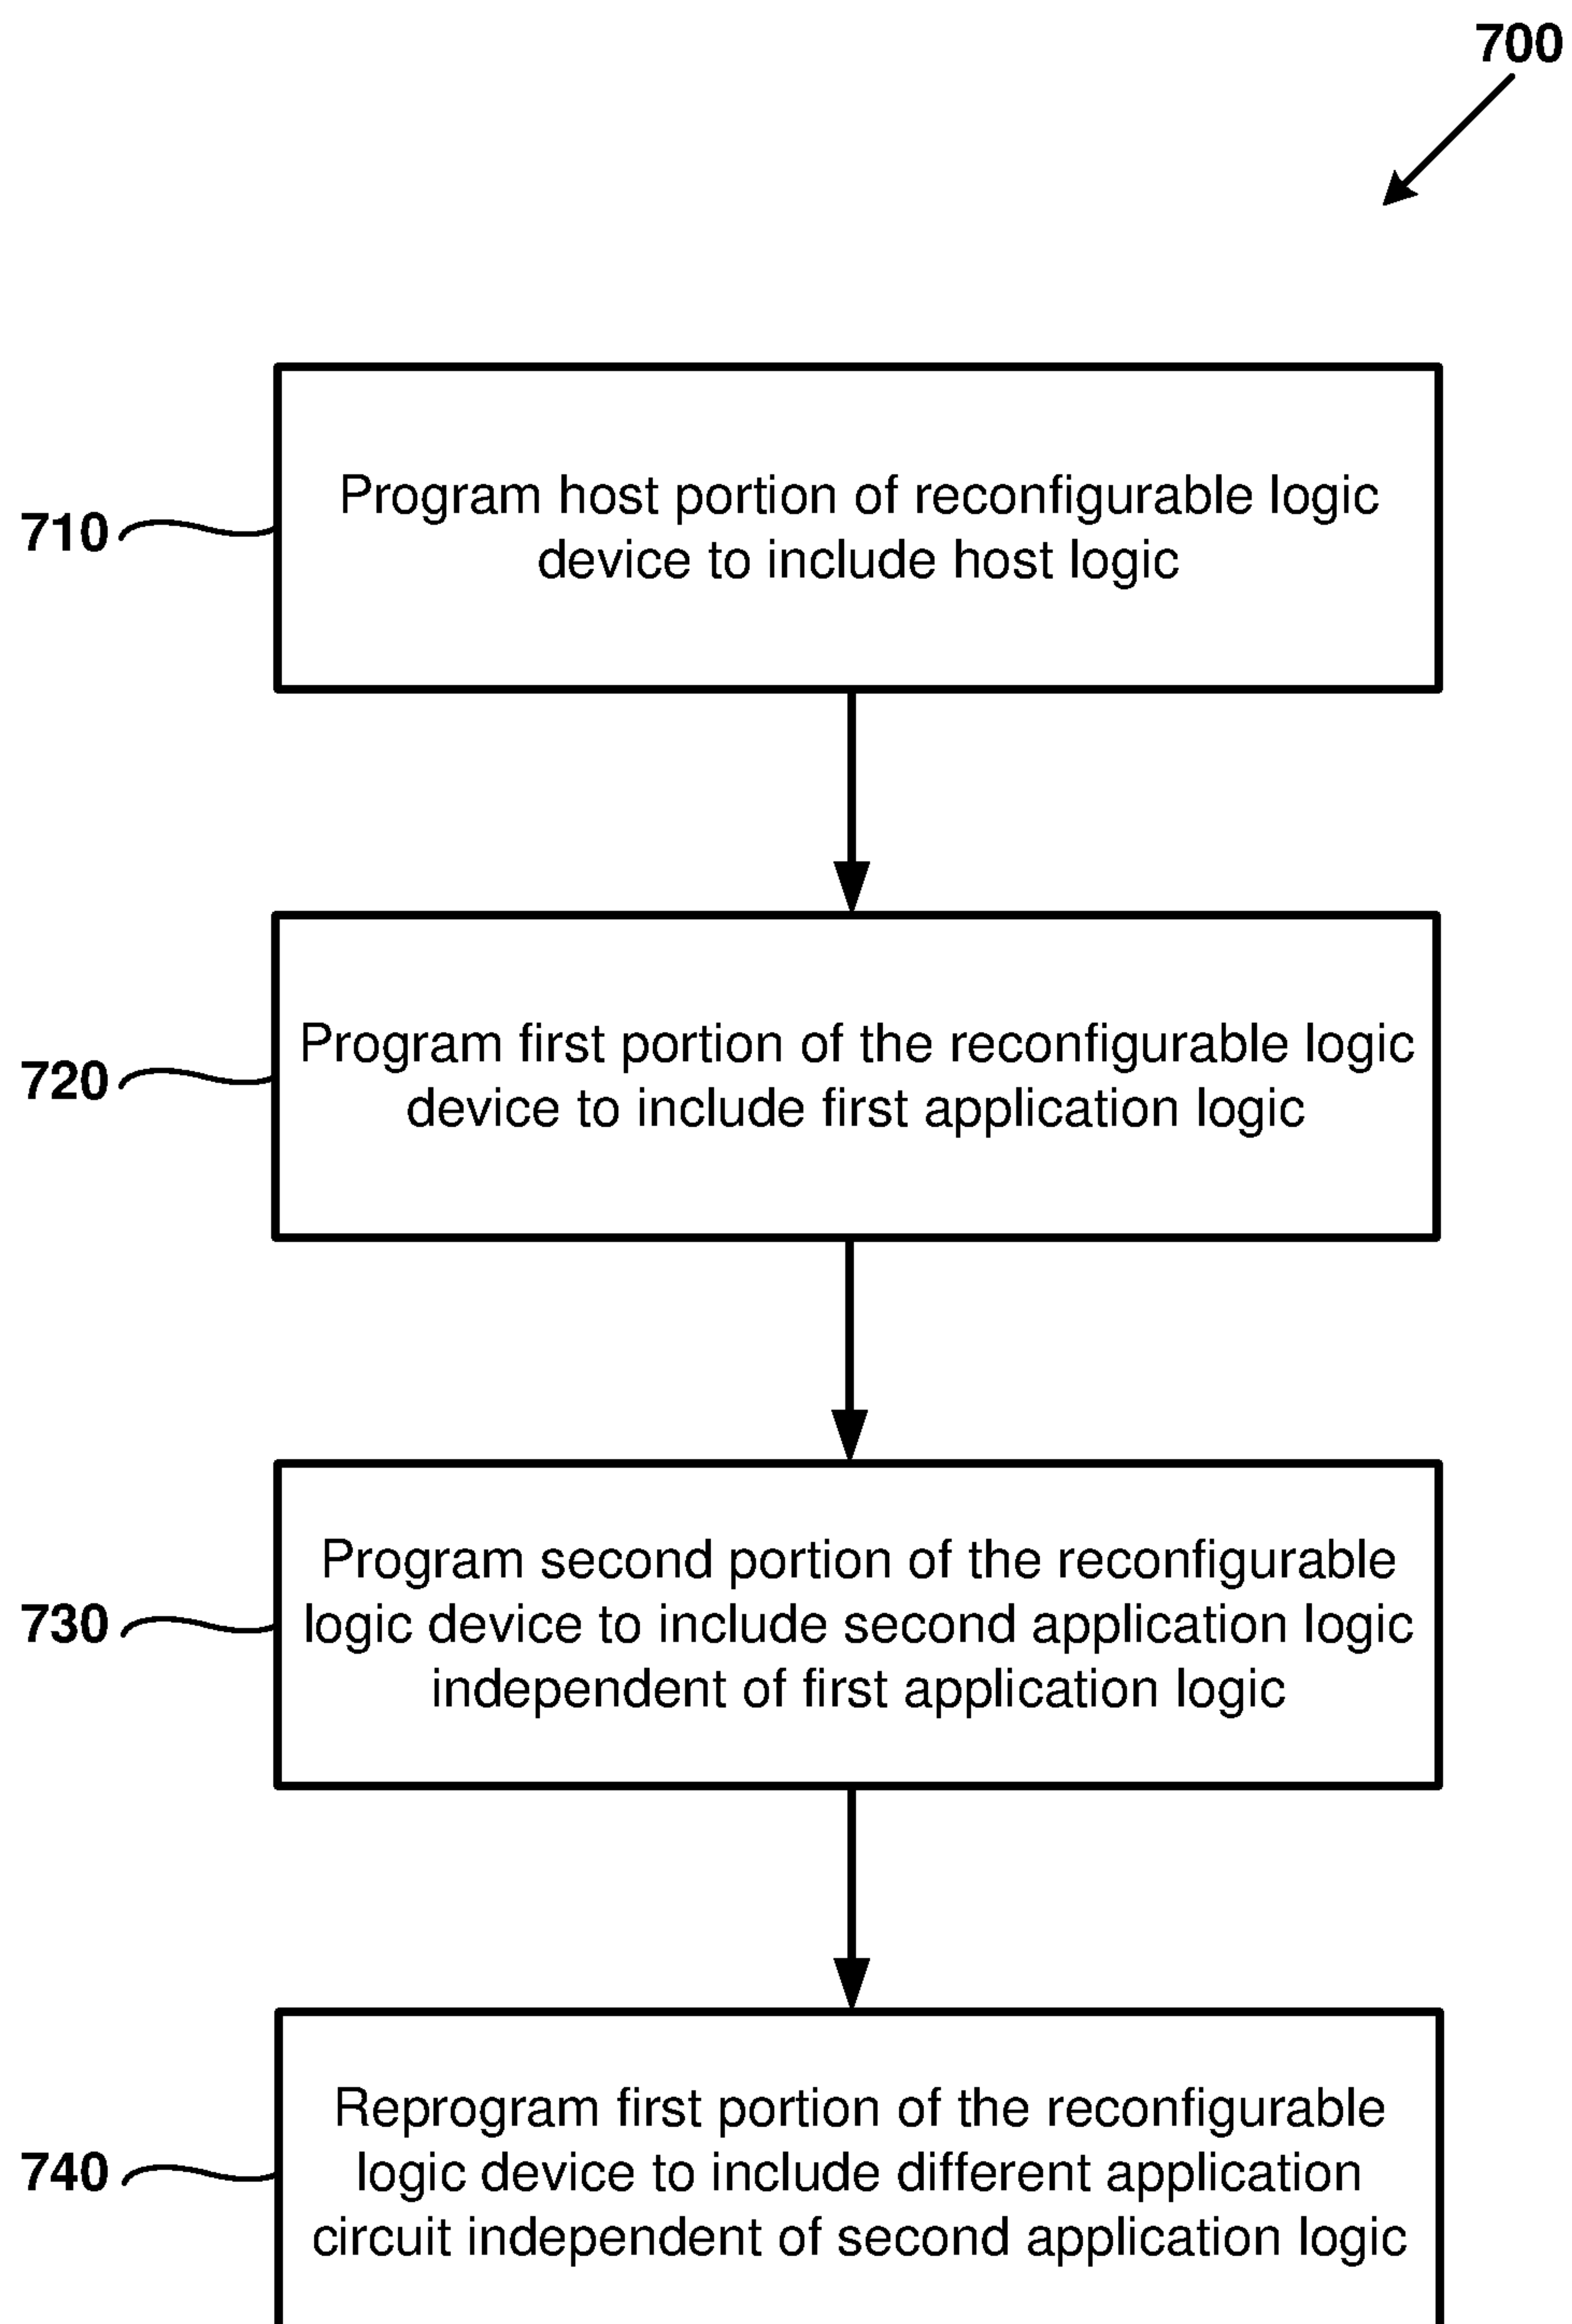 700
710
Program host portion of reconfigurable logic
device to include host logic
720
Program first portion of the reconfigurable logic
device to include first application logic
730
Program second portion of the reconfigurable
logic device to include second application logic
independent of first application logic
740
Reprogram first portion of the reconfigurable
logic device to include different application
circuit independent of second application logic